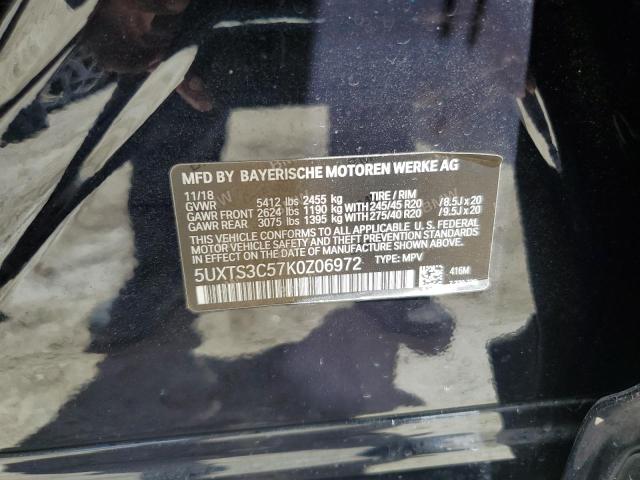 MFD BY BAYERISCHE MOTOREN WERKE AG
11/18 TIRE / RIM
GVWR 5412 lbs 2455 kg
GAWR FRONT 2624 lbs 1190 kg WITH 245/45 R20 /8.5J x 20
GAWR REAR 3075 lbs 1395 kg WITH 275/40 R20 /9.5J x 20
THIS VEHICLE CONFORMS TO ALL APPLICABLE U.S. FEDERAL
MOTOR VEHICLE SAFETY, BUMPER, AND THEFT PREVENTION
STANDARDS IN EFFECT ON THE DATE OF MANUFACTURE SHOWN ABOVE.
5UXTS3C57K0Z06972 TYPE: MPV
416M